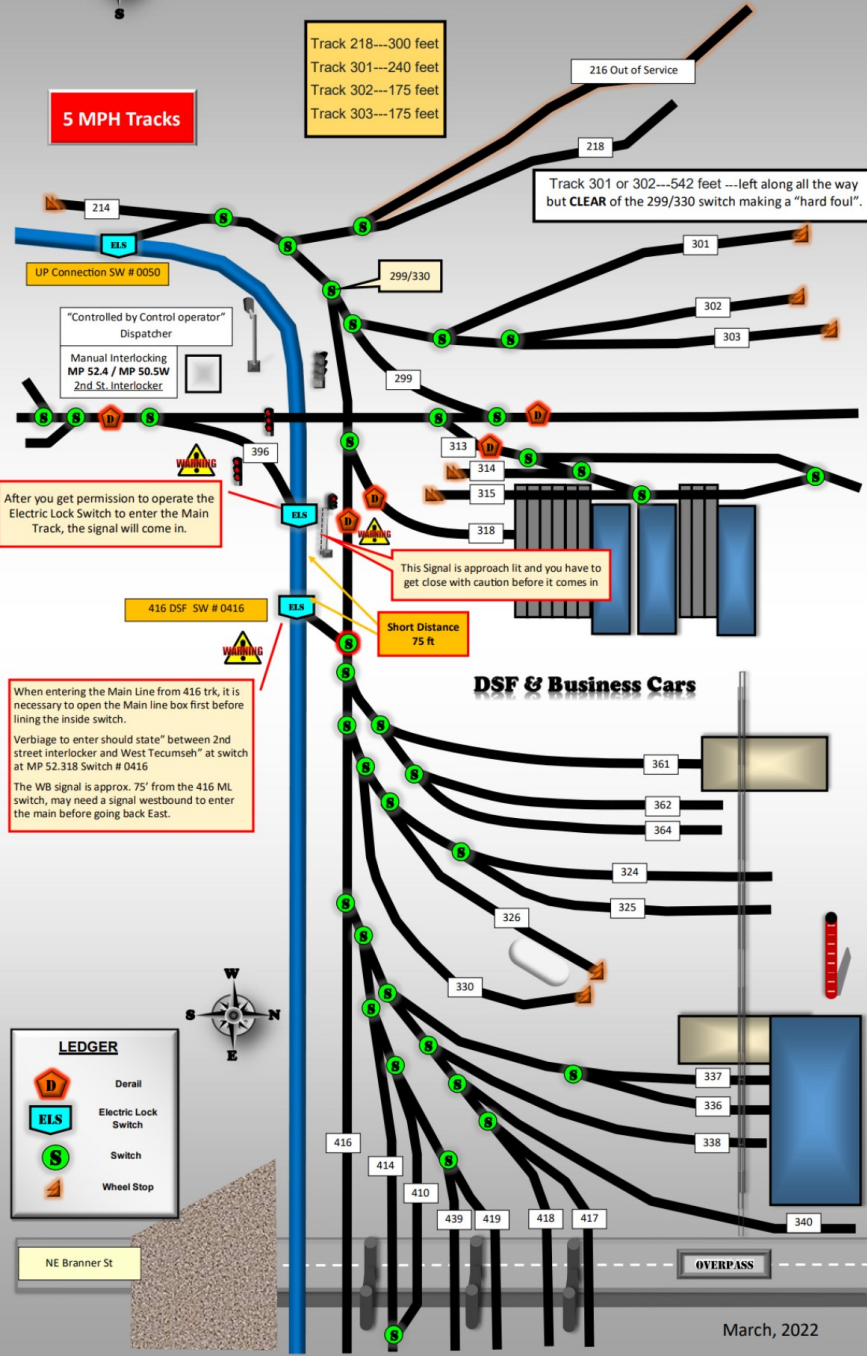 S
Track 218---300 feet
Track 301---240 feet
Track 302---175 feet
Track 303---175 feet
216 Out of Service
5 MPH Tracks
218
Track 301 or 302---542 feet ---left along all the way
but CLEAR of the 299/330 switch making a “hard foul”.
214
S
S
ELS
S
301
UP Connection SW # 0050
299/330
S
302
“Controlled by Control operator”
Dispatcher
S
S
S
303
Manual Interlocking
MP 52.4 / MP 50.5W
2nd St. Interlocker
299
S
S
D
S
S
S
D
396
S
313
D
S
WARNING
314
S
S
After you get permission to operate the
Electric Lock Switch to enter the Main
Track, the signal will come in.
315
S
D
ELS
D
WARNING
318
This Signal is approach lit and you have to
get close with caution before it comes in
416 DSF SW # 0416
ELS
Short Distance
75 ft
WARNING
S
S
DSF & Business Cars
When entering the Main Line from 416 trk, it is
necessary to open the Main line box first before
lining the inside switch.
Verbiage to enter should state” between 2nd
street interlocker and West Tecumseh” at switch
at MP 52.318 Switch # 0416
The WB signal is approx. 75’ from the 416 ML
switch, may need a signal westbound to enter
the main before going back East.
S
S
361
S
S
362
S
364
S
324
325
S
326
S
W
S
N
E
330
S
S
LEDGER
D
Derail
ELS
Electric Lock
Switch
S
Switch
Wheel Stop
S
S
S
337
S
336
S
338
416
414
410
S
439
419
418
417
340
NE Branner St
OVERPASS
S
March, 2022